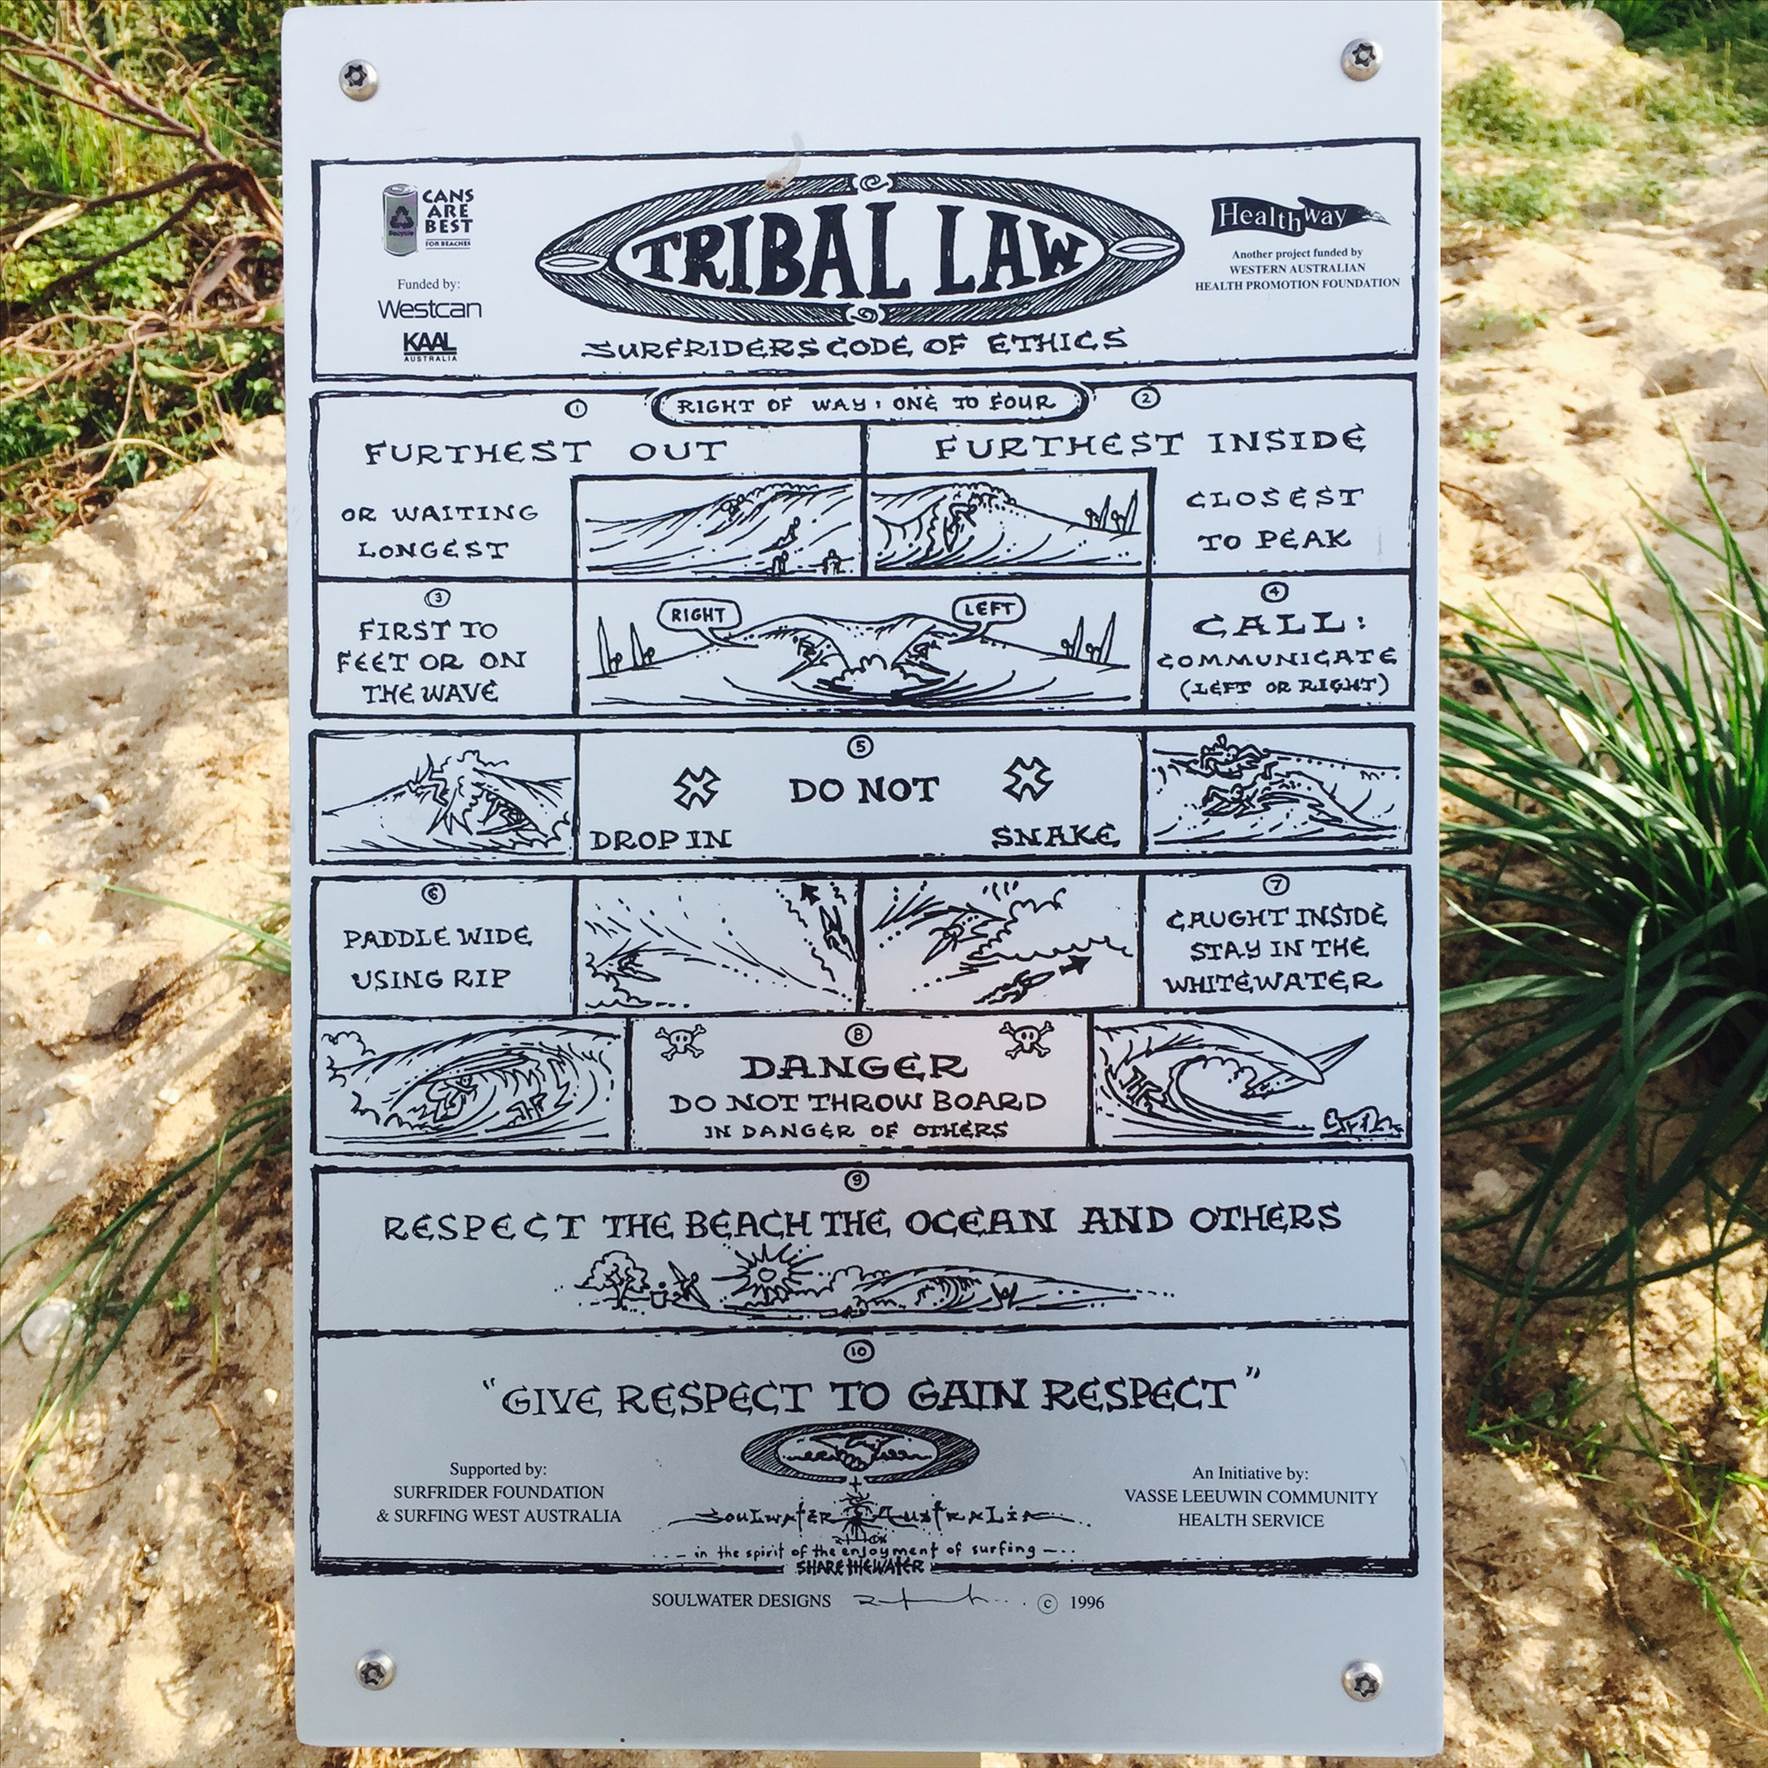 CANS
ARE
BEST
FOR BEACHES
Recycle
Funded by:
Westcan
KAAL
AUSTRALIA
TRIBAL LAW
SURFRIDERS CODE OF ETHICS
Healthway
Another project funded by
WESTERN AUSTRALIAN
HEALTH PROMOTION FOUNDATION
RIGHT OF WAY: ONE TO FOUR
1
FURTHEST OUT
OR WAITING
LONGEST
2
FURTHEST INSIDE
CLOSEST
TO PEAK
3
FIRST TO
FEET OR ON
THE WAVE
RIGHT
LEFT
4
CALL:
COMMUNICATE
(LEFT OR RIGHT)
5
DO NOT
DROP IN
SNAKE
6
PADDLE WIDE
USING RIP
7
CAUGHT INSIDE
STAY IN THE
WHITEWATER
8
DANGER
DO NOT THROW BOARD
IN DANGER OF OTHERS
9
RESPECT THE BEACH THE OCEAN AND OTHERS
10
"GIVE RESPECT TO GAIN RESPECT"
Supported by:
SURFRIDER FOUNDATION
& SURFING WEST AUSTRALIA
An Initiative by:
VASSE LEEUWIN COMMUNITY
HEALTH SERVICE
SOULWATER AUSTRALIA
- in the spirit of the enjoyment of surfing -
SHARE THE WATER
SOULWATER DESIGNS
© 1996